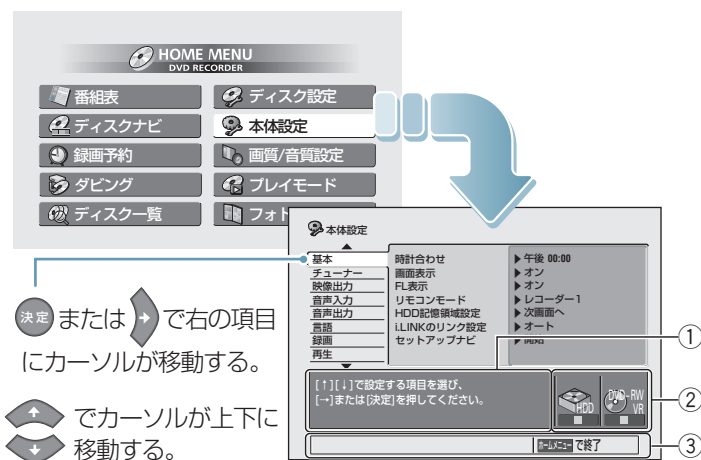 HOME MENU
DVD RECORDER
番組表
ディスク設定
ディスクナビ
本体設定
録画予約
画質/音質設定
ダビング
プレイモード
ディスク一覧
フォト
本体設定
基本
チューナー
映像出力
音声入力
音声出力
言語
録画
再生
時計合わせ
画面表示
FL表示
リモコンモード
HDD記憶領域設定
i.LINKのリンク設定
セットアップナビ
午後 00:00
オン
オン
レコーダー1
次画面へ
オート
開始
決定 または で右の項目
にカーソルが移動する。
でカーソルが上下に
移動する。
[↑][↓]で設定する項目を選び、
[→]または[決定]を押してください。
HDD
DVD-RW
VR
ホームメニュー で終了
①
②
③